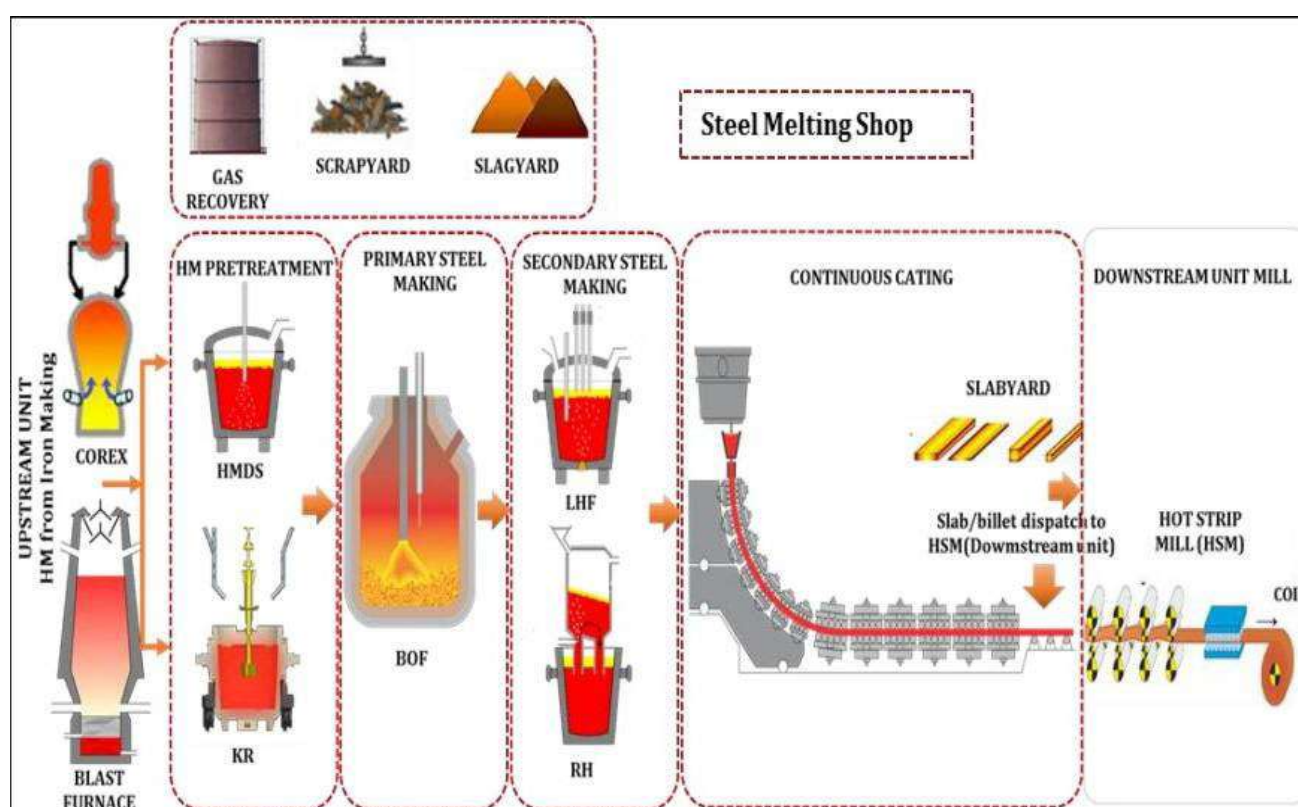 Steel Melting Shop
GAS
RECOVERY
SCRAPYARD
SLAGYARD
UPSTREAM UNIT
HM from Iron Making
COREX
BLAST
FURNACE
HM PRETREATMENT
HMDS
KR
PRIMARY STEEL
MAKING
BOF
SECONDARY STEEL
MAKING
LHF
RH
CONTINUOUS CATING
SLABYARD
Slab/billet dispatch to
HSM(Dowmstream unit)
DOWNSTREAM UNIT MILL
HOT STRIP
MILL (HSM)
COI